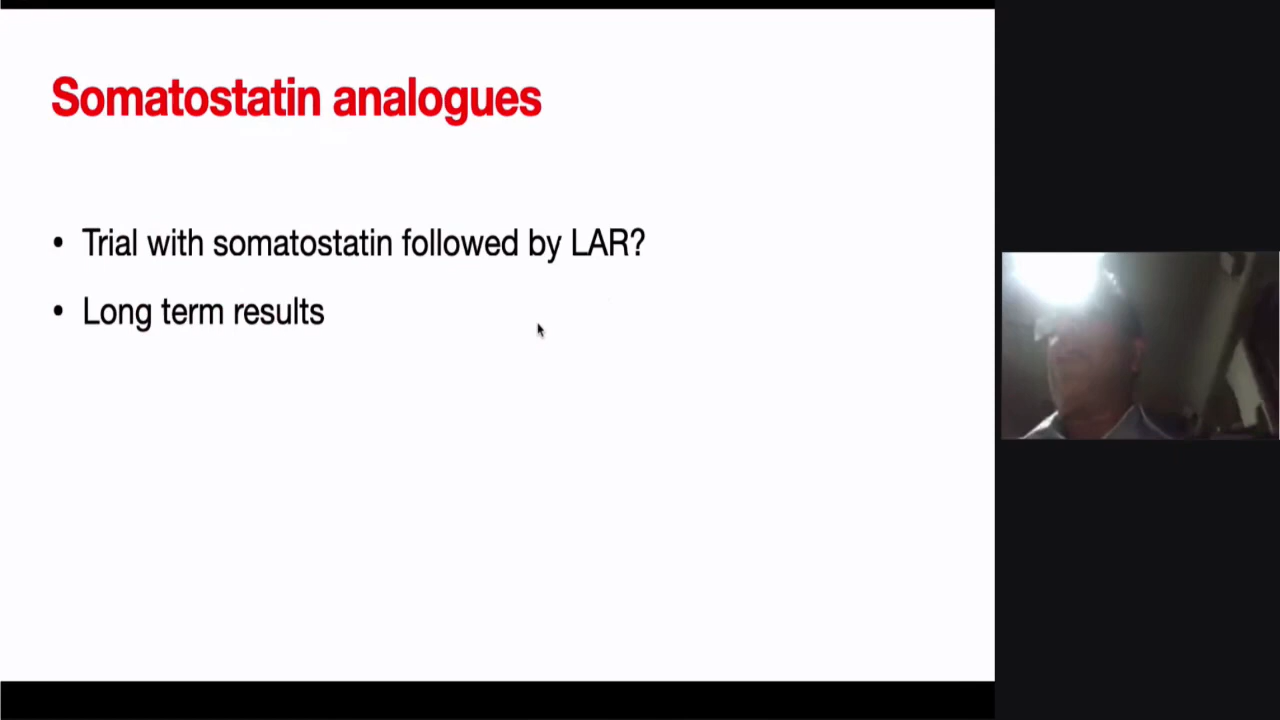 Somatostatin analogues
• Trial with somatostatin followed by LAR?
• Long term results